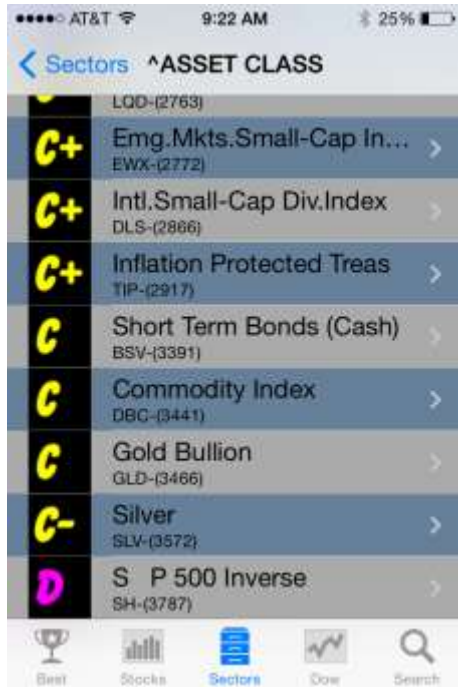 AT&T 9:22 AM 25%
Sectors ^ASSET CLASS
LQD-(2763)
C+ Emg.Mkts.Small-Cap In...
EWX-(2772)
C+ Intl.Small-Cap Div.Index
DLS-(2866)
C+ Inflation Protected Treas
TIP-(2917)
C Short Term Bonds (Cash)
BSV-(3391)
C Commodity Index
DBC-(3441)
C Gold Bullion
GLD-(3466)
C- Silver
SLV-(3572)
D S P 500 Inverse
SH-(3787)
Best Stocks Sectors Dow Search